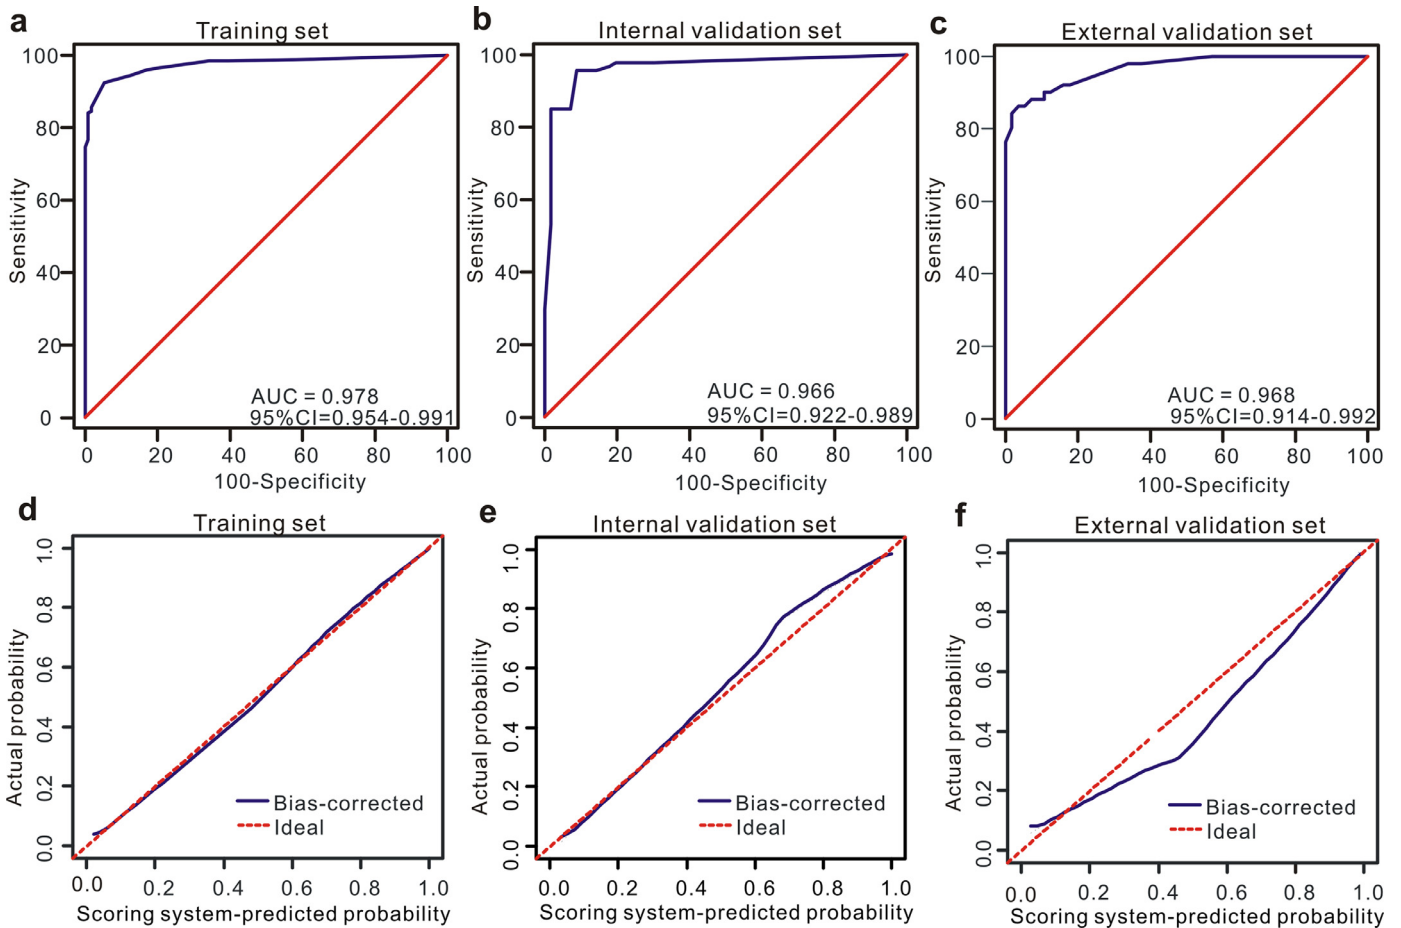 a
Training set
Sensitivity
100
80
60
40
20
0
AUC = 0.978
95%CI=0.954-0.991
0 20 40 60 80 100
100-Specificity
b
Internal validation set
Sensitivity
100
80
60
40
20
0
AUC = 0.966
95%CI=0.922-0.989
0 20 40 60 80 100
100-Specificity
c
External validation set
Sensitivity
100
80
60
40
20
0
AUC = 0.968
95%CI=0.914-0.992
0 20 40 60 80 100
100-Specificity
d
Training set
Actual probability
1.0
0.8
0.6
0.4
0.2
0.0
Bias-corrected
Ideal
0.0 0.2 0.4 0.6 0.8 1.0
Scoring system-predicted probability
e
Internal validation set
Actual probability
1.0
0.8
0.6
0.4
0.2
0.0
Bias-corrected
Ideal
0.0 0.2 0.4 0.6 0.8 1.0
Scoring system-predicted probability
f
External validation set
Actual probability
1.0
0.8
0.6
0.4
0.2
0.0
Bias-corrected
Ideal
0.0 0.2 0.4 0.6 0.8 1.0
Scoring system-predicted probability